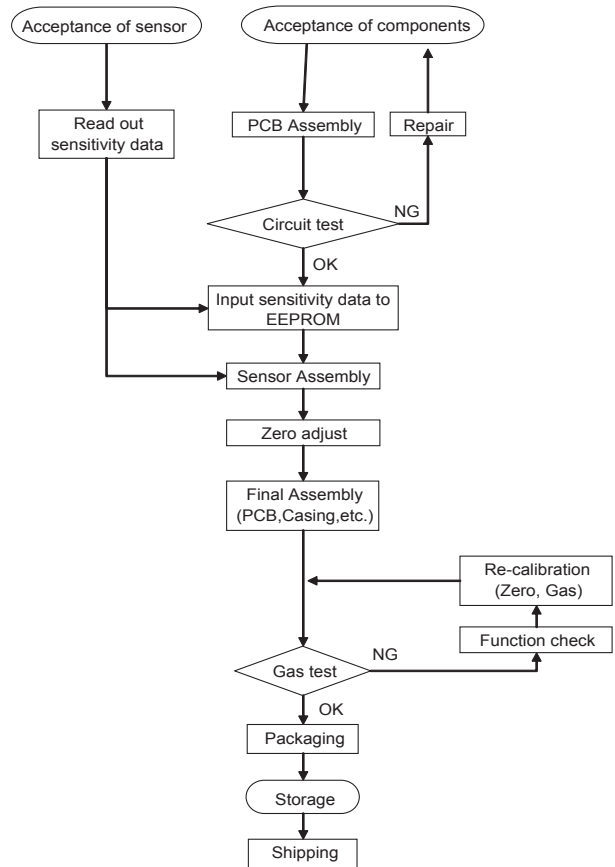 Acceptance of sensor
Acceptance of components
Read out
sensitivity data
PCB Assembly
Repair
Circuit test
NG
OK
Input sensitivity data to
EEPROM
Sensor Assembly
Zero adjust
Final Assembly
(PCB,Casing,etc.)
Re-calibration
(Zero, Gas)
Function check
Gas test
NG
OK
Packaging
Storage
Shipping